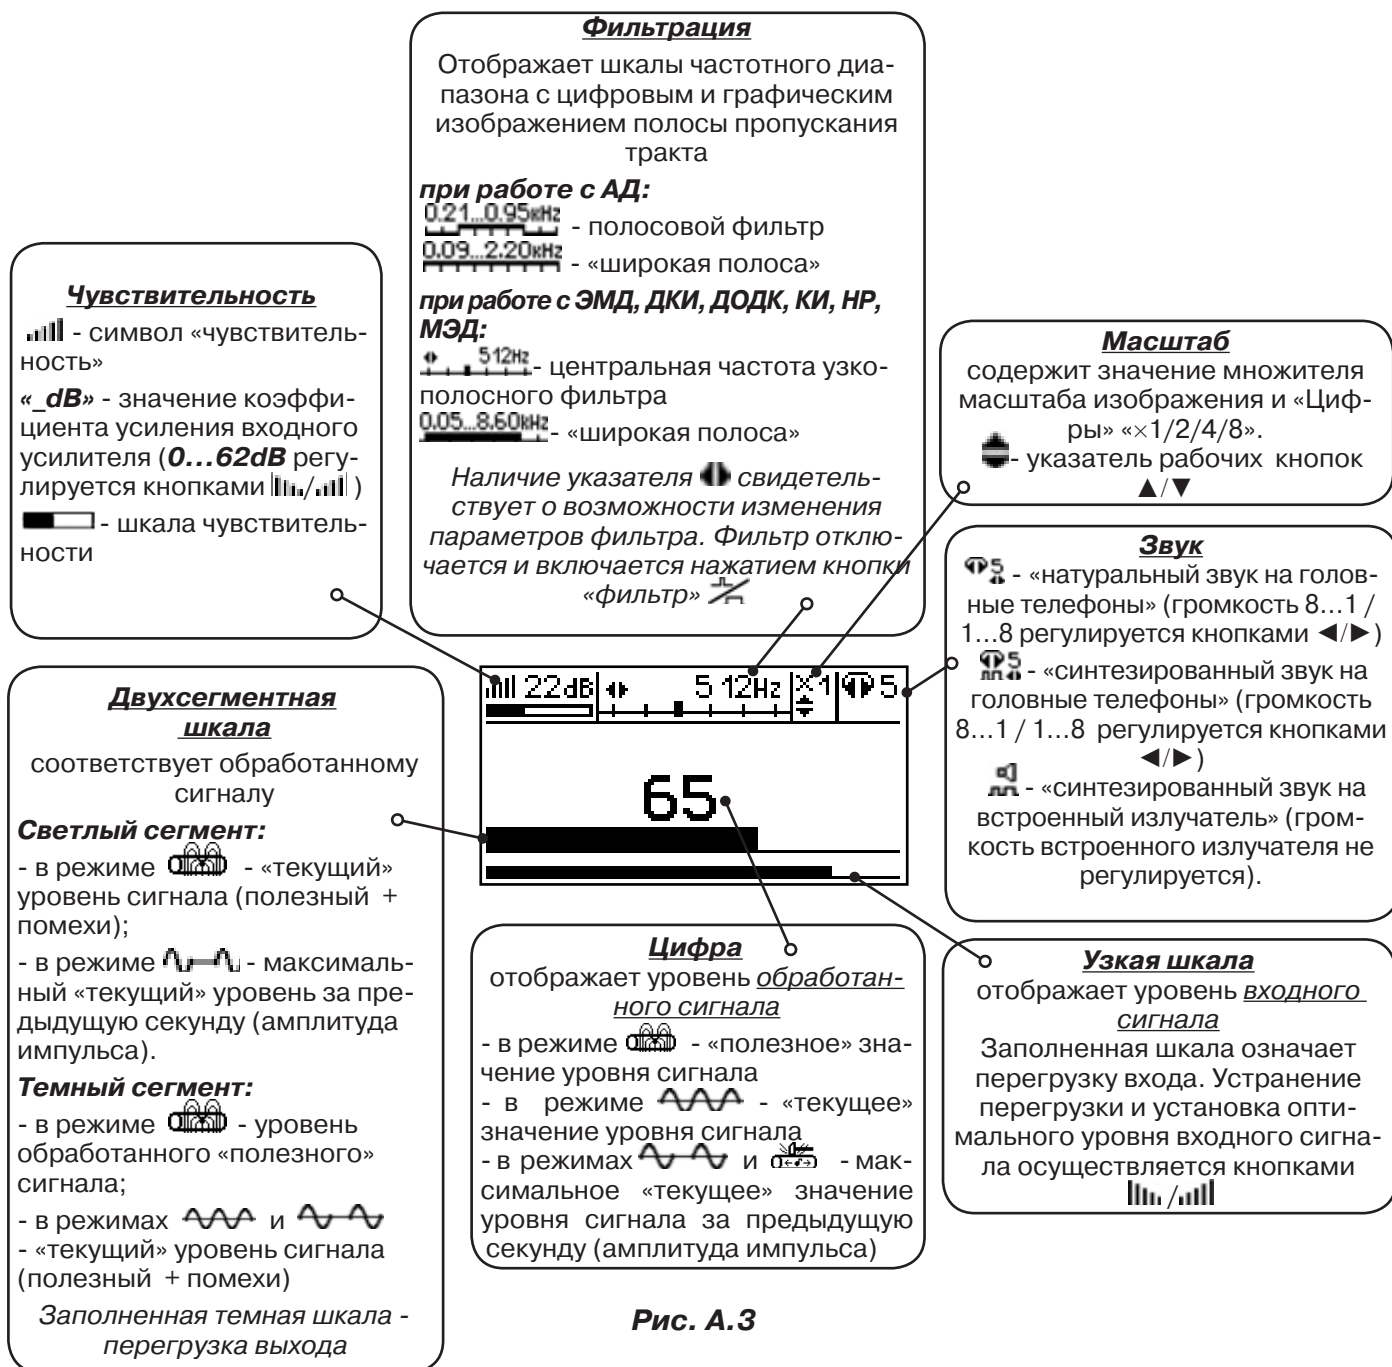 Фильтрация
Отображает шкалы частотного диа-
пазона с цифровым и графическим
изображением полосы пропускания
тракта
при работе с АД:
0.21...0.95кHz - полосовой фильтр
0.09...2.20кHz - «широкая полоса»
при работе с ЭМД, ДКИ, ДОДК, КИ, НР,
МЭД:
512Hz - центральная частота узко-
полосного фильтра
0.05...8.60kHz - «широкая полоса»
Наличие указателя свидетель-
ствует о возможности изменения
параметров фильтра. Фильтр отклю-
чается и включается нажатием кнопки
«фильтр»
Чувствительность
- символ «чувствитель-
ность»
«_dB» - значение коэффи-
циента усиления входного
усилителя (0...62dB регу-
лируется кнопками / )
- шкала чувствитель-
ности
Масштаб
содержит значение множителя
масштаба изображения и «Циф-
ры» «×1/2/4/8».
- указатель рабочих кнопок
▲/▼
Звук
5 - «натуральный звук на голов-
ные телефоны» (громкость 8...1 /
1...8 регулируется кнопками ◄/►)
5 - «синтезированный звук на
головные телефоны» (громкость
8...1 / 1...8 регулируется кнопками
◄/►)
- «синтезированный звук на
встроенный излучатель» (гром-
кость встроенного излучателя не
регулируется).
22dB 512Hz ×1 5
65
Двухсегментная
шкала
соответствует обработанному
сигналу
Светлый сегмент:
- в режиме - «текущий»
уровень сигнала (полезный +
помехи);
- в режиме - максималь-
ный «текущий» уровень за пре-
дыдущую секунду (амплитуда
импульса).
Темный сегмент:
- в режиме - уровень
обработанного «полезного»
сигнала;
- в режимах и
- «текущий» уровень сигнала
(полезный + помехи)
Заполненная темная шкала -
перегрузка выхода
Цифра
отображает уровень обработан-
ного сигнала
- в режиме - «полезное» зна-
чение уровня сигнала
- в режиме - «текущее»
значение уровня сигнала
- в режимах и - мак-
симальное «текущее» значение
уровня сигнала за предыдущую
секунду (амплитуда импульса)
Узкая шкала
отображает уровень входного
сигнала
Заполненная шкала означает
перегрузку входа. Устранение
перегрузки и установка опти-
мального уровня входного сигна-
ла осуществляется кнопками
/
Рис. А.3